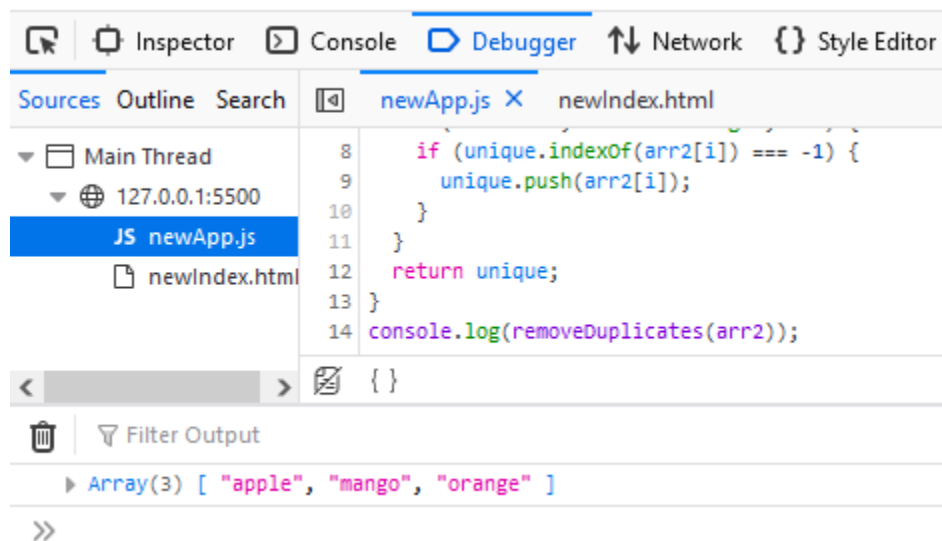 Inspector Console Debugger Network {} Style Editor
Sources Outline Search newApp.js × newIndex.html
Main Thread
127.0.0.1:5500
JS newApp.js
newIndex.html
8 if (unique.indexOf(arr2[i]) === -1) {
9 unique.push(arr2[i]);
10 }
11 }
12 return unique;
13 }
14 console.log(removeDuplicates(arr2));
{ }
Filter Output
Array(3) [ "apple", "mango", "orange" ]
>>